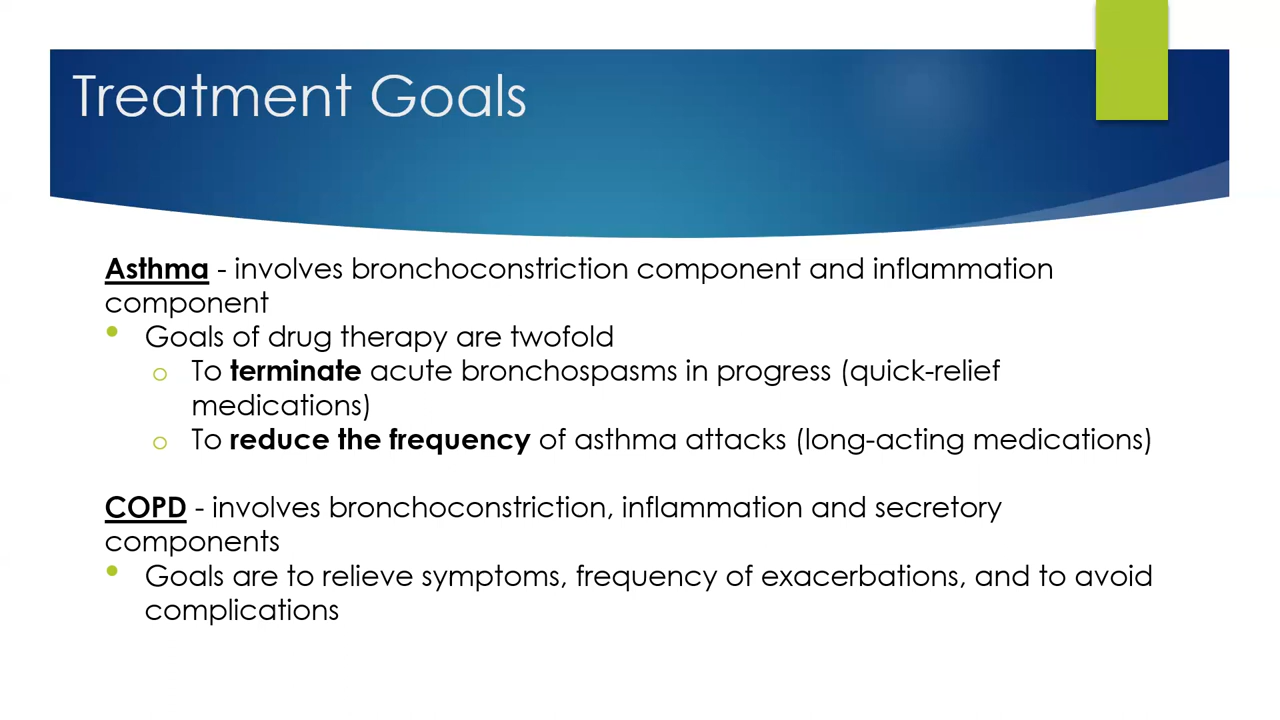 Treatment Goals
Asthma - involves bronchoconstriction component and inflammation
component
• Goals of drug therapy are twofold
o To terminate acute bronchospasms in progress (quick-relief
medications)
o To reduce the frequency of asthma attacks (long-acting medications)
COPD - involves bronchoconstriction, inflammation and secretory
components
• Goals are to relieve symptoms, frequency of exacerbations, and to avoid
complications